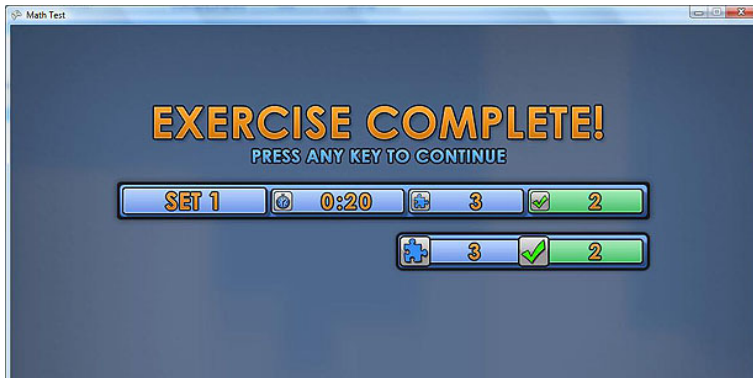 Math Test
EXERCISE COMPLETE!
PRESS ANY KEY TO CONTINUE
SET 1 0:20 3 2
3 2